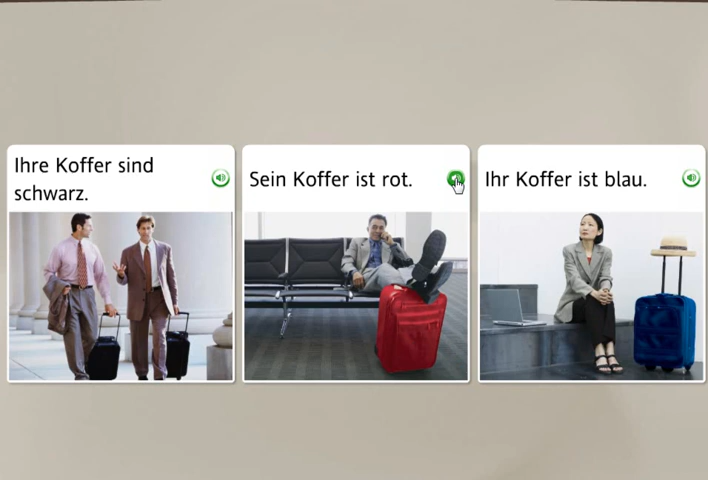 Ihre Koffer sind
schwarz.
Sein Koffer ist rot.
Ihr Koffer ist blau.